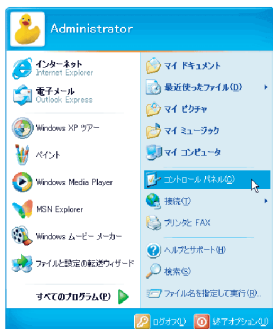 Administrator
インターネット
Internet Explorer
電子メール
Outlook Express
Windows XP ツアー
ペイント
Windows Media Player
MSN Explorer
Windows ムービー メーカー
ファイルと設定の転送ウィザード
すべてのプログラム(P)
マイ ドキュメント
最近使ったファイル(D)
マイ ピクチャ
マイ ミュージック
マイ コンピュータ
コントロール パネル(C)
接続(T)
プリンタと FAX
ヘルプとサポート(H)
検索(S)
ファイル名を指定して実行(R)...
ログオフ(L)
終了オプション(U)